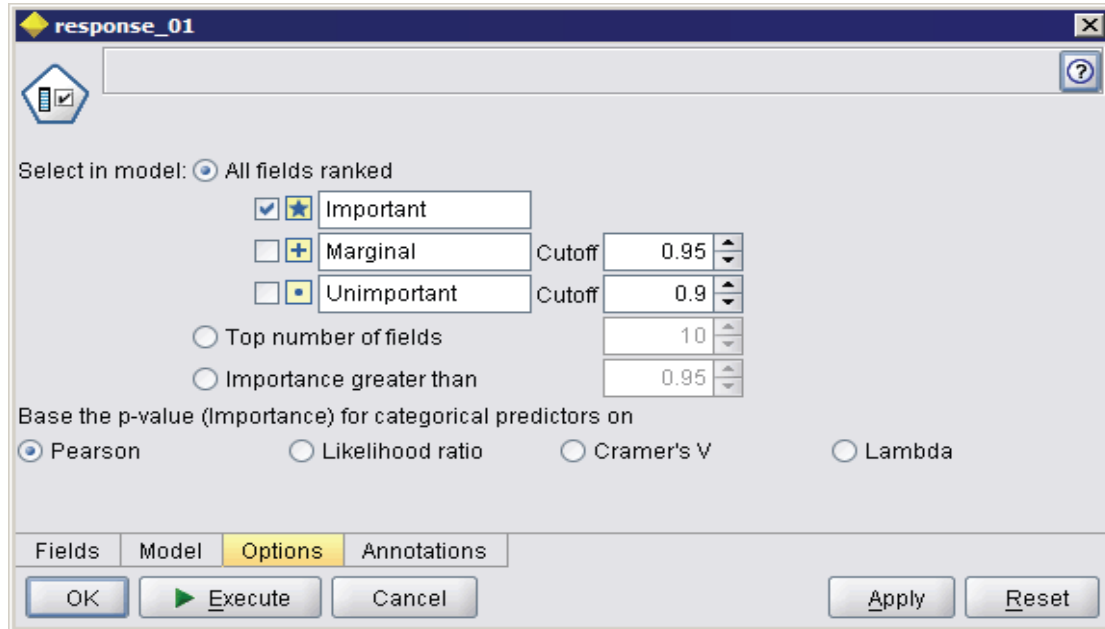 response_01
Select in model: All fields ranked
Important
Marginal Cutoff 0.95
Unimportant Cutoff 0.9
Top number of fields 10
Importance greater than 0.95
Base the p-value (Importance) for categorical predictors on
Pearson Likelihood ratio Cramer's V Lambda
Fields Model Options Annotations
OK Execute Cancel Apply Reset